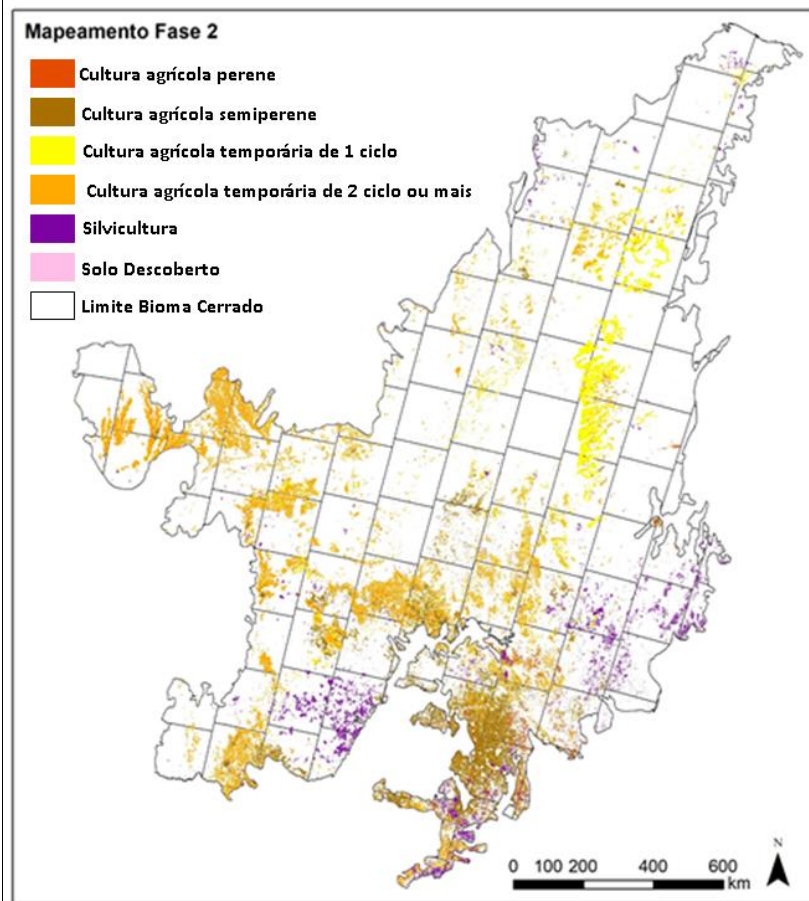 Mapeamento Fase 2
Cultura agrícola perene
Cultura agrícola semiperene
Cultura agrícola temporária de 1 ciclo
Cultura agrícola temporária de 2 ciclo ou mais
Silvicultura
Solo Descoberto
Limite Bioma Cerrado
N
0 100 200 400 600
km